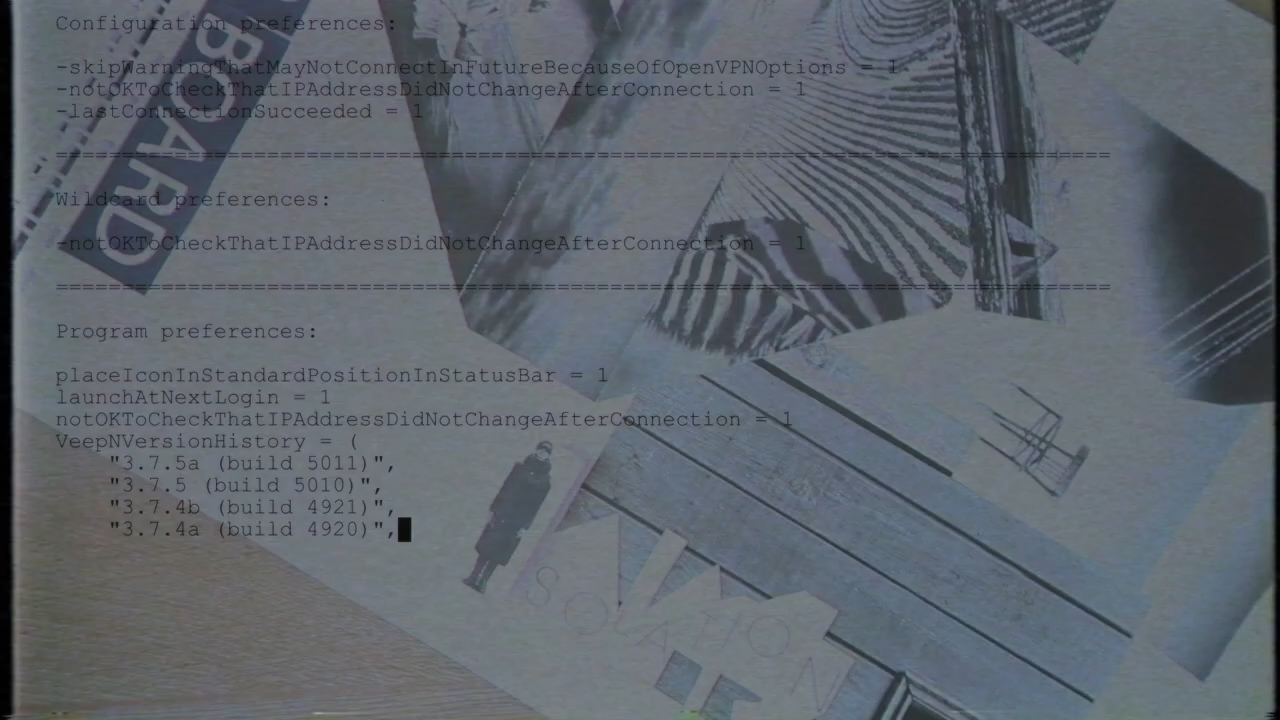 Configuration preferences:
-skipWarningThatMayNotConnectInFutureBecauseOfOpenVPNOptions = 1
-notOKToCheckThatIPAddressDidNotChangeAfterConnection = 1
-lastConnectionSucceeded = 1
================================================================================
Wildcard preferences:
-notOKToCheckThatIPAddressDidNotChangeAfterConnection = 1
================================================================================
Program preferences:
placeIconInStandardPositionInStatusBar = 1
launchAtNextLogin = 1
notOKToCheckThatIPAddressDidNotChangeAfterConnection = 1
VeepNVersionHistory = (
"3.7.5a (build 5011)",
"3.7.5 (build 5010)",
"3.7.4b (build 4921)",
"3.7.4a (build 4920)",
BOARD
SOLATION